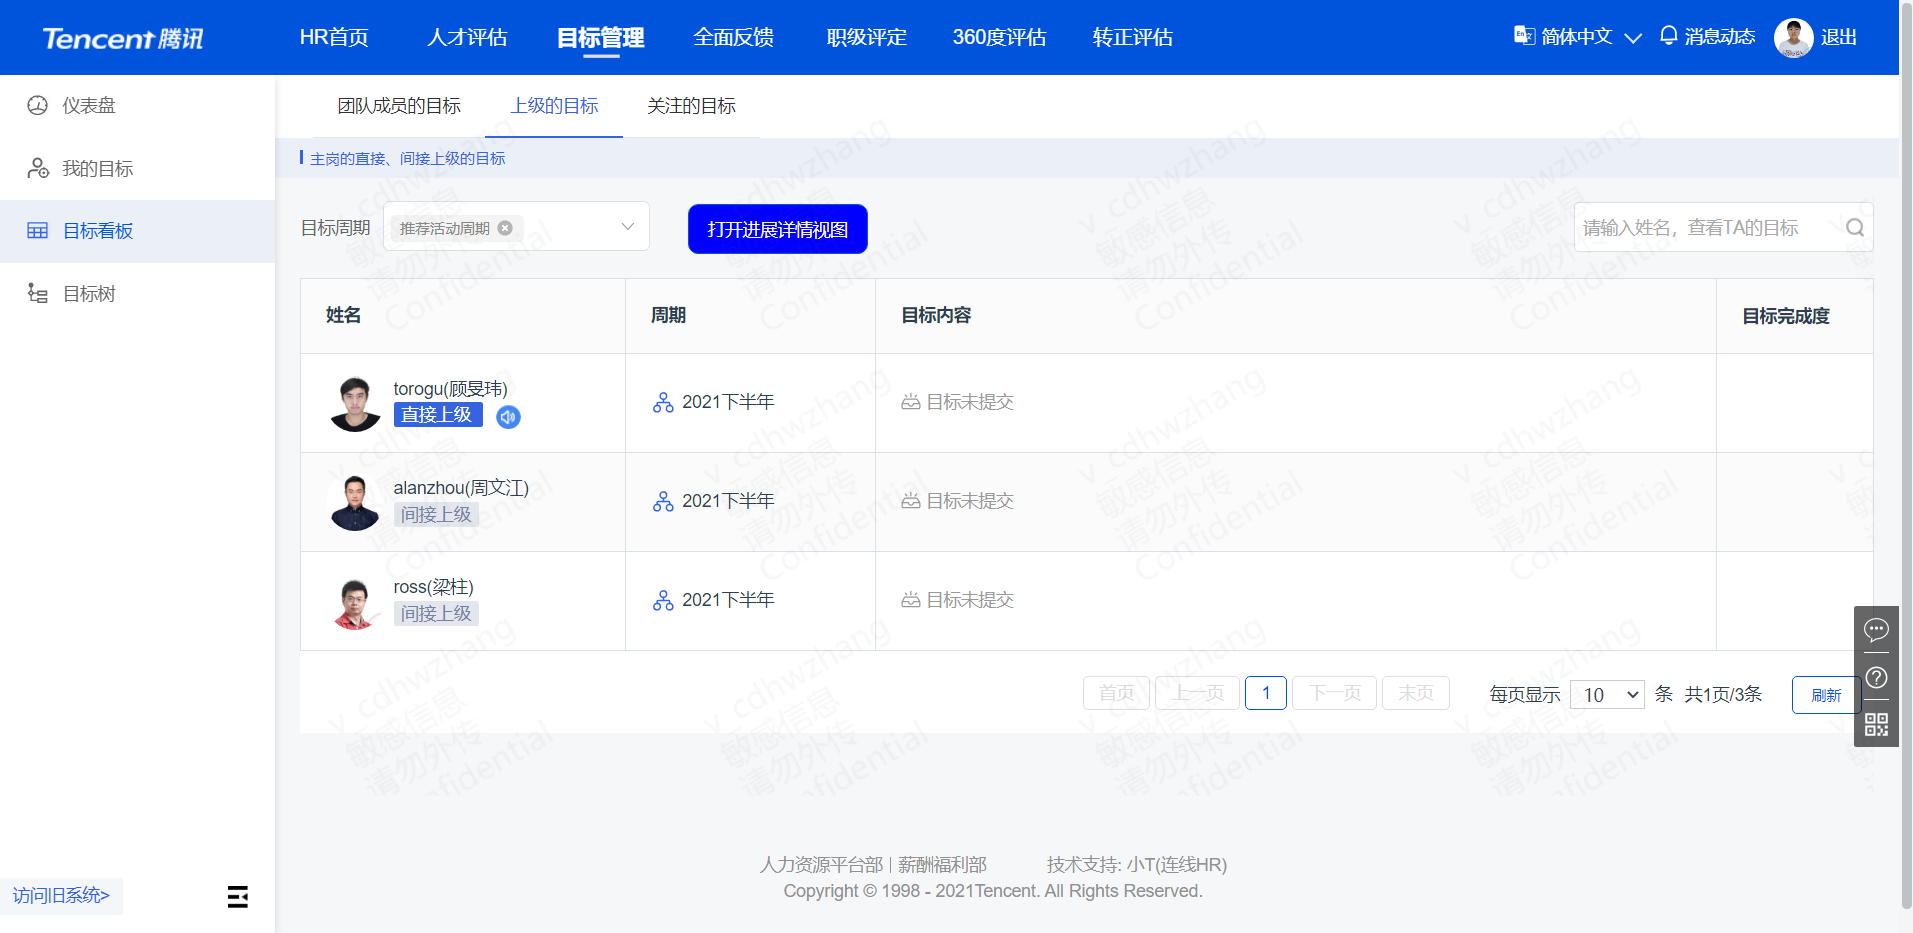 Tencent 腾讯
HR首页 人才评估 目标管理 全面反馈 职级评定 360度评估 转正评估
简体中文 消息动态 退出
仪表盘
我的目标
目标看板
目标树
访问旧系统>
团队成员的目标 上级的目标 关注的目标
主岗的直接、间接上级的目标
目标周期 推荐活动周期 打开进展详情视图 请输入姓名，查看TA的目标
姓名 周期 目标内容 目标完成度
torogu(顾旻玮)
直接上级
2021下半年 目标未提交
alanzhou(周文江)
间接上级
2021下半年 目标未提交
ross(梁柱)
间接上级
2021下半年 目标未提交
首页 上一页 1 下一页 末页 每页显示 10 条 共1页/3条 刷新
人力资源平台部 | 薪酬福利部 技术支持: 小T(连线HR)
Copyright © 1998 - 2021Tencent. All Rights Reserved.
v_cdhwzhang
敏感信息
请勿外传
Confidential